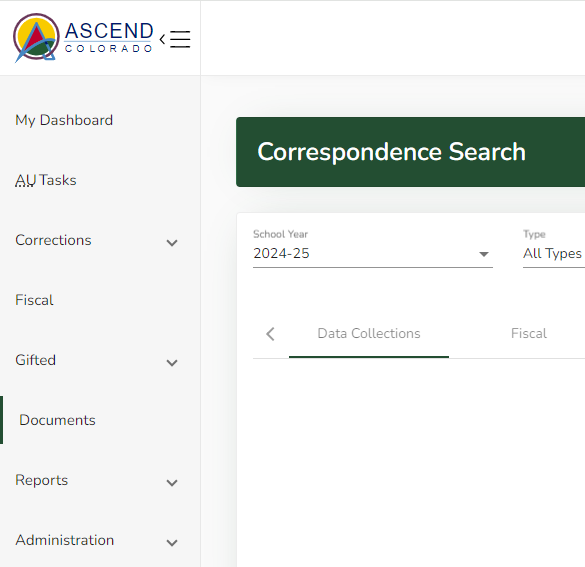 ASCEND
COLORADO
My Dashboard
AU Tasks
Corrections
Fiscal
Gifted
Documents
Reports
Administration
Correspondence Search
School Year
2024-25
Type
All Types
Data Collections
Fiscal